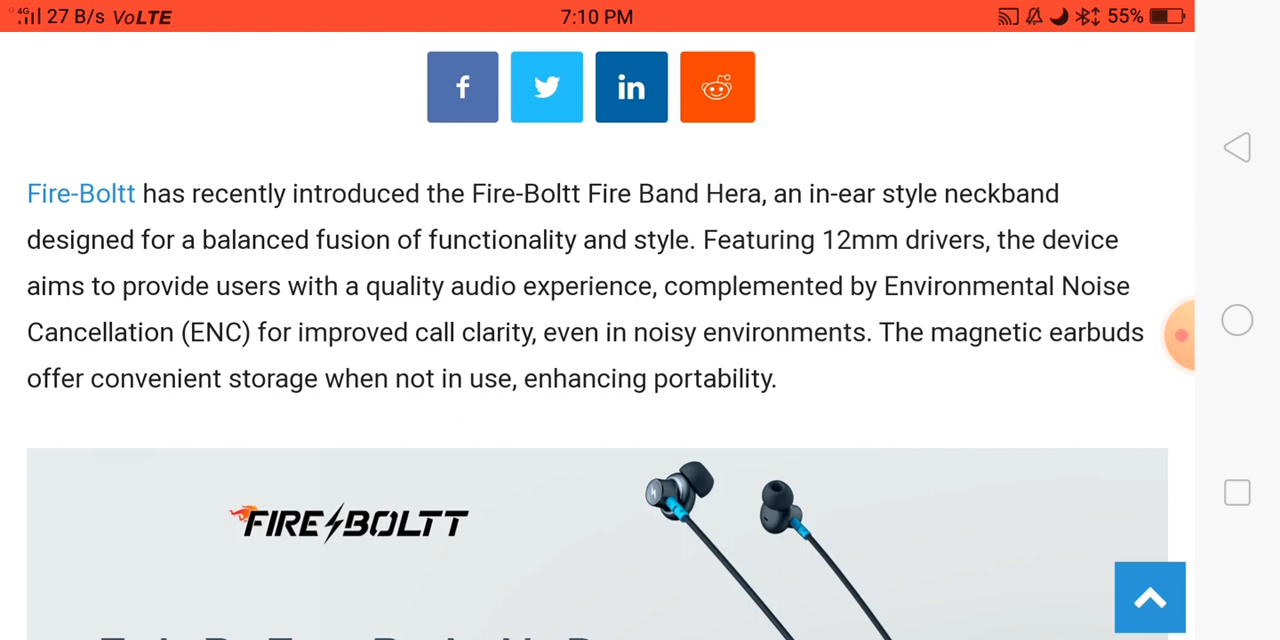 4G 27 B/s VoLTE 7:10 PM 55%
f in
Fire-Boltt has recently introduced the Fire-Boltt Fire Band Hera, an in-ear style neckband
designed for a balanced fusion of functionality and style. Featuring 12mm drivers, the device
aims to provide users with a quality audio experience, complemented by Environmental Noise
Cancellation (ENC) for improved call clarity, even in noisy environments. The magnetic earbuds
offer convenient storage when not in use, enhancing portability.
FIRE BOLTT